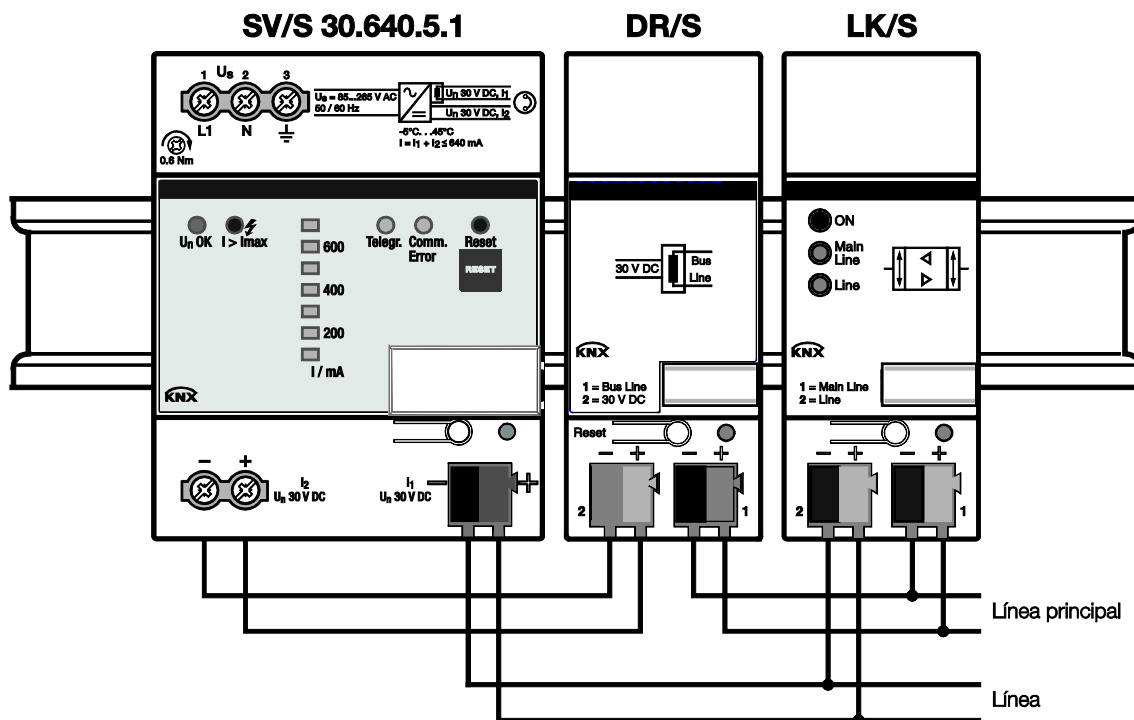 SV/S 30.640.5.1
DR/S
LK/S
1 Us 2 3
L1 N
0.6 Nm
Us = 85...265 V AC
50 / 60 Hz
Un 30 V DC, I1
Un 30 V DC, I2
-5°C. . .45°C
I = I1 + I2 ≤ 640 mA
Un OK
I > Imax
600
400
200
I / mA
Telegr.
Comm.
Error
Reset
RESET
KNX
30 V DC
Bus
Line
KNX
1 = Bus Line
2 = 30 V DC
ON
Main
Line
Line
KNX
1 = Main Line
2 = Line
− +
I2
Un 30 V DC
I1
Un 30 V DC
− +
Reset
− + − +
2 1
− + − +
2 1
Línea principal
Línea